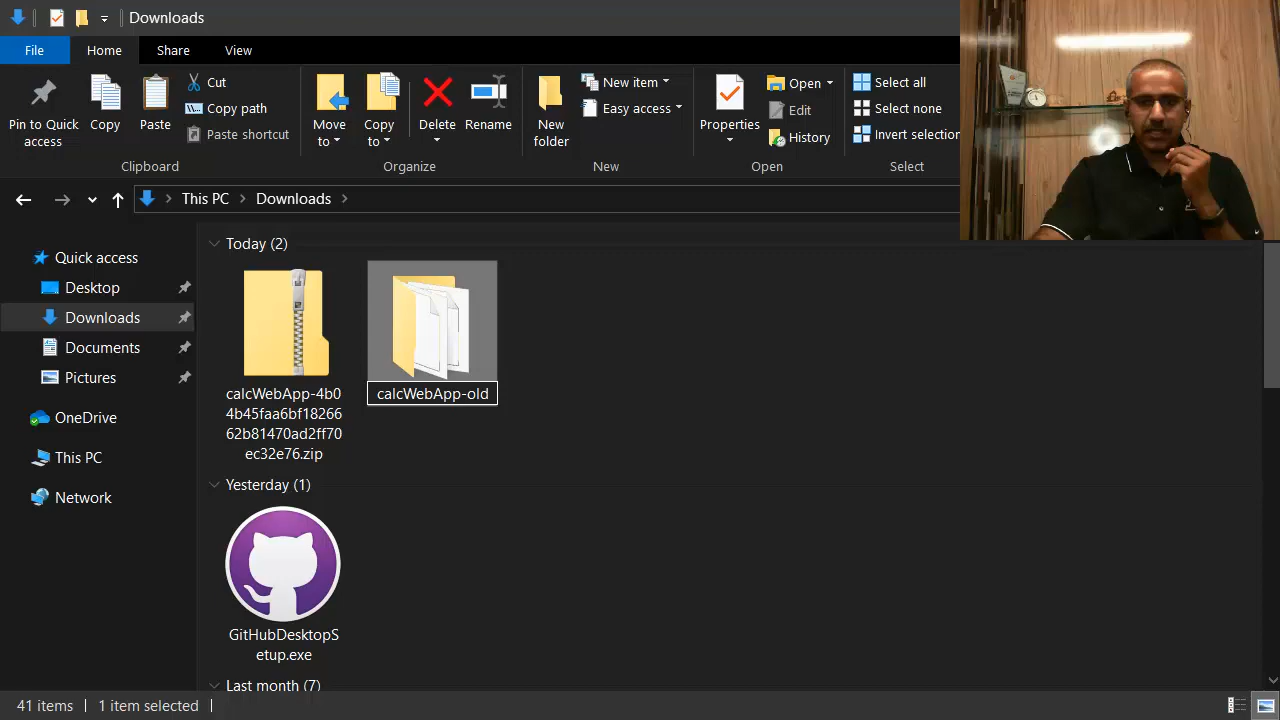 Downloads
File
Home
Share
View
Pin to Quick
access
Copy
Paste
Cut
Copy path
Paste shortcut
Clipboard
Move
to
Copy
to
Delete
Rename
Organize
New
folder
New item
Easy access
New
Properties
Open
Edit
History
Open
Select all
Select none
Invert selection
Select
This PC
Downloads
Quick access
Desktop
Downloads
Documents
Pictures
OneDrive
This PC
Network
Today (2)
calcWebApp-4b0
4b45faa6bf18266
62b81470ad2ff70
ec32e76.zip
calcWebApp-old
Yesterday (1)
GitHubDesktopS
etup.exe
Last month (7)
41 items
1 item selected